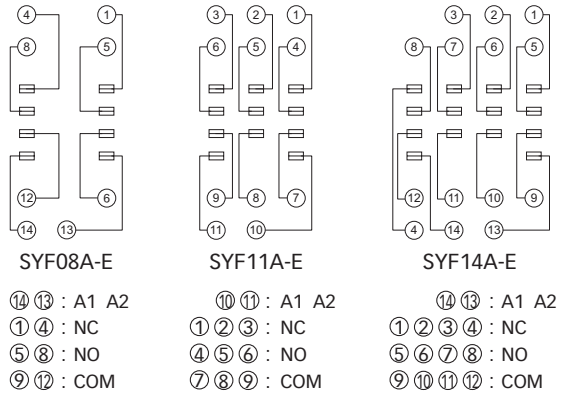 ④ ①
⑧ ⑤
⑫ ⑥
⑭ ⑬
SYF08A-E
⑭ ⑬ : A1 A2
① ④ : NC
⑤ ⑧ : NO
⑨ ⑫ : COM
③ ② ①
⑥ ⑤ ④
⑨ ⑧ ⑦
⑪ ⑩
SYF11A-E
⑩ ⑪ : A1 A2
① ② ③ : NC
④ ⑤ ⑥ : NO
⑦ ⑧ ⑨ : COM
③ ② ①
⑧ ⑦ ⑥ ⑤
⑫ ⑪ ⑩ ⑨
④ ⑭ ⑬
SYF14A-E
⑭ ⑬ : A1 A2
① ② ③ ④ : NC
⑤ ⑥ ⑦ ⑧ : NO
⑨ ⑩ ⑪ ⑫ : COM